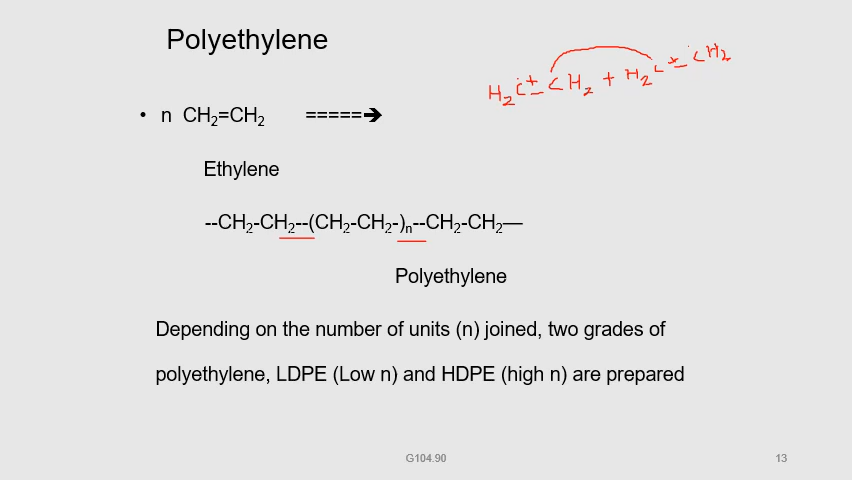 Polyethylene
H₂C=CH₂ + H₂C=CH₂
• n CH₂=CH₂ =====➔
Ethylene
--CH₂-CH₂--(CH₂-CH₂-)ₙ--CH₂-CH₂—
Polyethylene
Depending on the number of units (n) joined, two grades of
polyethylene, LDPE (Low n) and HDPE (high n) are prepared
G104.90
13